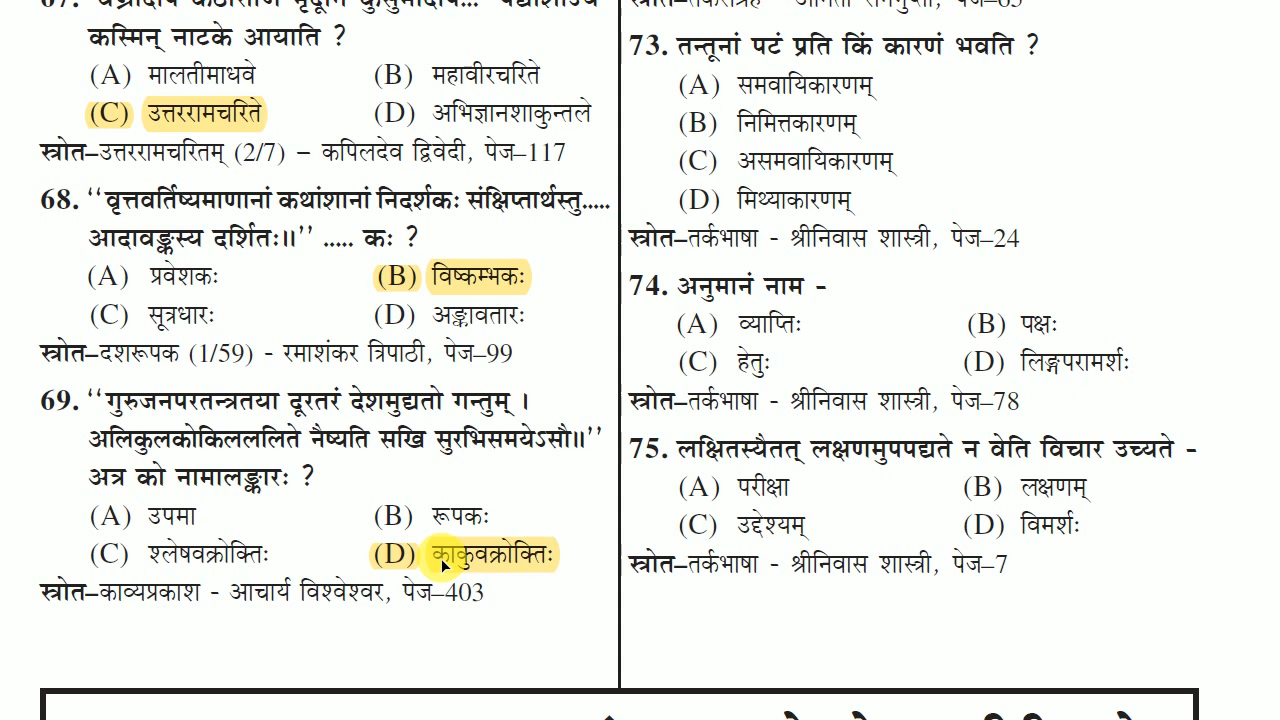 कस्मिन् नाटके आयाति ?
(A) मालतीमाधवे (B) महावीरचरिते
(C) उत्तररामचरिते (D) अभिज्ञानशाकुन्तले
स्त्रोत–उत्तररामचरितम् (2/7) – कपिलदेव द्विवेदी, पेज–117
68. ‘‘वृत्तवर्तिष्यमाणानां कथांशानां निदर्शकः संक्षिप्तार्थस्तु.....
आदावङ्कस्य दर्शितः॥’’ ..... कः ?
(A) प्रवेशकः (B) विष्कम्भकः
(C) सूत्रधारः (D) अङ्कावतारः
स्त्रोत–दशरूपक (1/59) - रमाशंकर त्रिपाठी, पेज–99
69. ‘‘गुरुजनपरतन्त्रतया दूरतरं देशमुद्यतो गन्तुम् ।
अलिकुलकोकिलललिते नैष्यति सखि सुरभिसमयेऽसौ॥’’
अत्र को नामालङ्कारः ?
(A) उपमा (B) रूपकः
(C) श्लेषवक्रोक्तिः (D) काकुवक्रोक्तिः
स्त्रोत–काव्यप्रकाश - आचार्य विश्वेश्वर, पेज–403
73. तन्तूनां पटं प्रति किं कारणं भवति ?
(A) समवायिकारणम्
(B) निमित्तकारणम्
(C) असमवायिकारणम्
(D) मिथ्याकारणम्
स्त्रोत–तर्कभाषा - श्रीनिवास शास्त्री, पेज–24
74. अनुमानं नाम -
(A) व्याप्तिः (B) पक्षः
(C) हेतुः (D) लिङ्गपरामर्शः
स्त्रोत–तर्कभाषा - श्रीनिवास शास्त्री, पेज–78
75. लक्षितस्यैतत् लक्षणमुपपद्यते न वेति विचार उच्यते -
(A) परीक्षा (B) लक्षणम्
(C) उद्देश्यम् (D) विमर्शः
स्त्रोत–तर्कभाषा - श्रीनिवास शास्त्री, पेज–7